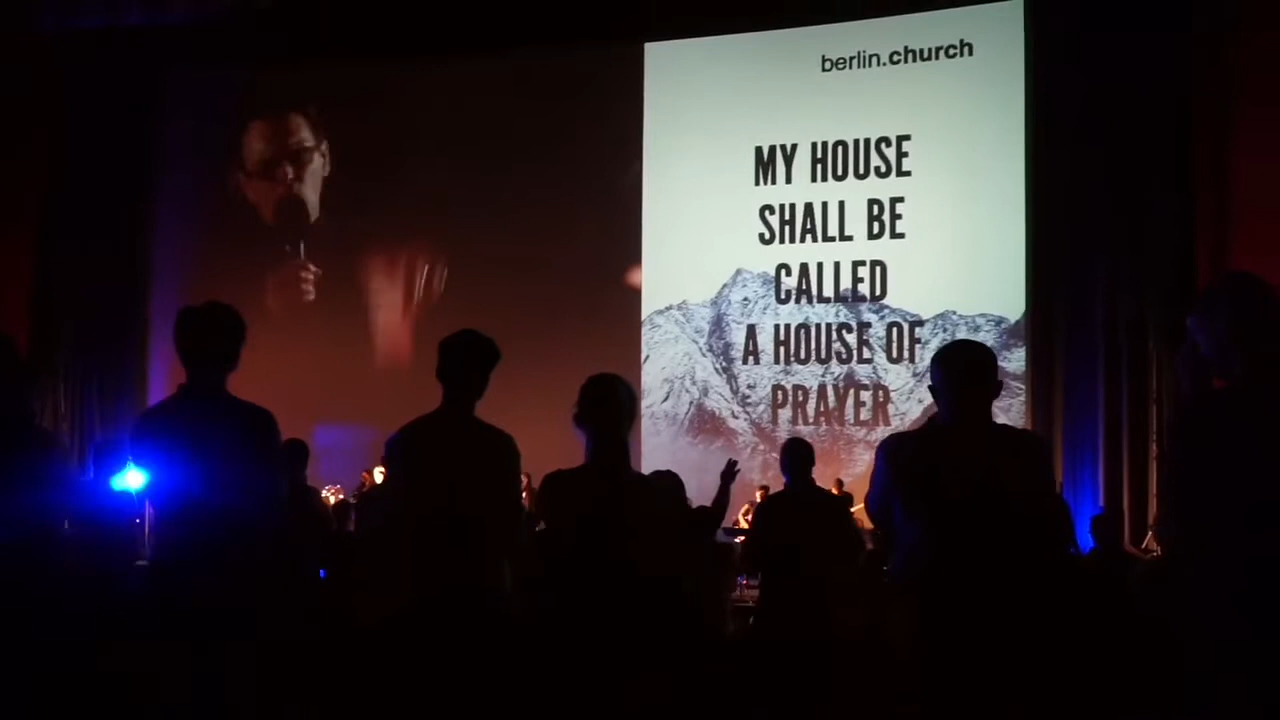 berlin.church
MY HOUSE
SHALL BE
CALLED
A HOUSE OF
PRAYER